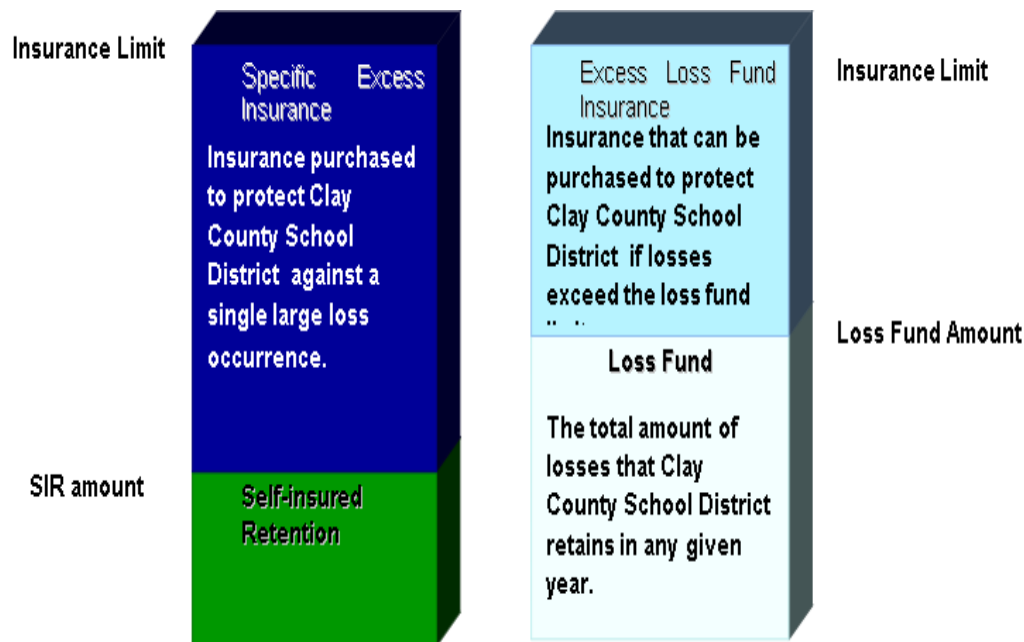 Insurance Limit
Specific Excess
Insurance
Insurance purchased
to protect Clay
County School
District against a
single large loss
occurrence.
SIR amount
Self-insured
Retention
Excess Loss Fund
Insurance
Insurance that can be
purchased to protect
Clay County School
District if losses
exceed the loss fund
Insurance Limit
Loss Fund Amount
Loss Fund
The total amount of
losses that Clay
County School District
retains in any given
year.